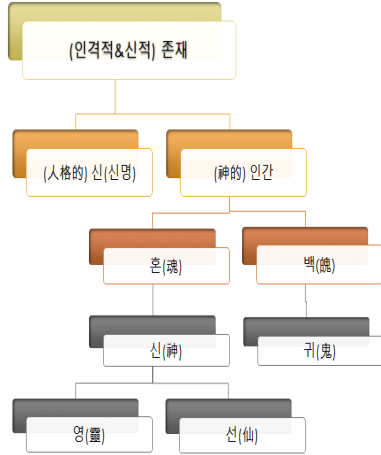 (인격적&신적) 존재
(人格的) 신(신명)
(神的) 인간
혼(魂)
백(魄)
신(神)
귀(鬼)
영(靈)
선(仙)